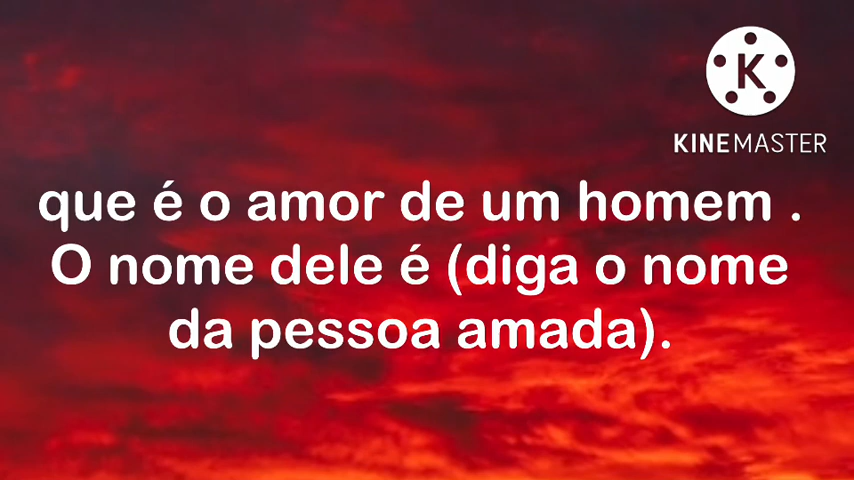 K
KINEMASTER
que é o amor de um homem .
O nome dele é (diga o nome
da pessoa amada).